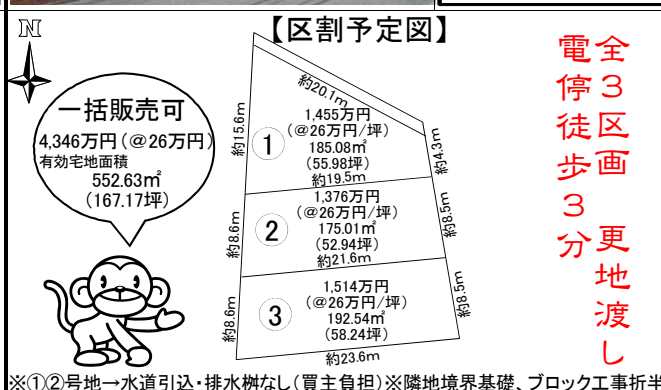 【区割予定図】
N
一括販売可
4,346万円(@26万円)
有効宅地面積
552.63㎡
(167.17坪)
約20.1m
約15.6m
①
1,455万円
(@26万円/坪)
185.08㎡
(55.98坪)
約4.3m
約19.5m
約8.6m
②
1,376万円
(@26万円/坪)
175.01㎡
(52.94坪)
約8.5m
約21.6m
約8.6m
③
1,514万円
(@26万円/坪)
192.54㎡
(58.24坪)
約8.5m
約23.6m
全3区画 更地渡し
電停徒歩3分
※①②号地→水道引込・排水桝なし(買主負担)※隣地境界基礎、ブロック工事折半